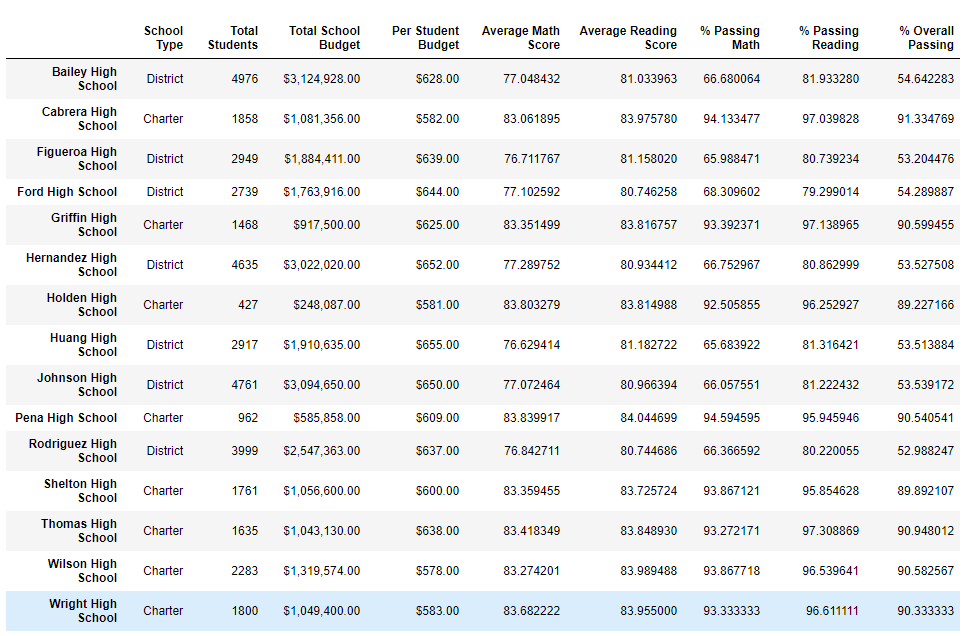 School Type Total Students Total School Budget Per Student Budget Average Math Score Average Reading Score % Passing Math % Passing Reading % Overall Passing
Bailey High School District 4976 $3,124,928.00 $628.00 77.048432 81.033963 66.680064 81.933280 54.642283
Cabrera High School Charter 1858 $1,081,356.00 $582.00 83.061895 83.975780 94.133477 97.039828 91.334769
Figueroa High School District 2949 $1,884,411.00 $639.00 76.711767 81.158020 65.988471 80.739234 53.204476
Ford High School District 2739 $1,763,916.00 $644.00 77.102592 80.746258 68.309602 79.299014 54.289887
Griffin High School Charter 1468 $917,500.00 $625.00 83.351499 83.816757 93.392371 97.138965 90.599455
Hernandez High School District 4635 $3,022,020.00 $652.00 77.289752 80.934412 66.752967 80.862999 53.527508
Holden High School Charter 427 $248,087.00 $581.00 83.803279 83.814988 92.505855 96.252927 89.227166
Huang High School District 2917 $1,910,635.00 $655.00 76.629414 81.182722 65.683922 81.316421 53.513884
Johnson High School District 4761 $3,094,650.00 $650.00 77.072464 80.966394 66.057551 81.222432 53.539172
Pena High School Charter 962 $585,858.00 $609.00 83.839917 84.044699 94.594595 95.945946 90.540541
Rodriguez High School District 3999 $2,547,363.00 $637.00 76.842711 80.744686 66.366592 80.220055 52.988247
Shelton High School Charter 1761 $1,056,600.00 $600.00 83.359455 83.725724 93.867121 95.854628 89.892107
Thomas High School Charter 1635 $1,043,130.00 $638.00 83.418349 83.848930 93.272171 97.308869 90.948012
Wilson High School Charter 2283 $1,319,574.00 $578.00 83.274201 83.989488 93.867718 96.539641 90.582567
Wright High School Charter 1800 $1,049,400.00 $583.00 83.682222 83.955000 93.333333 96.611111 90.333333